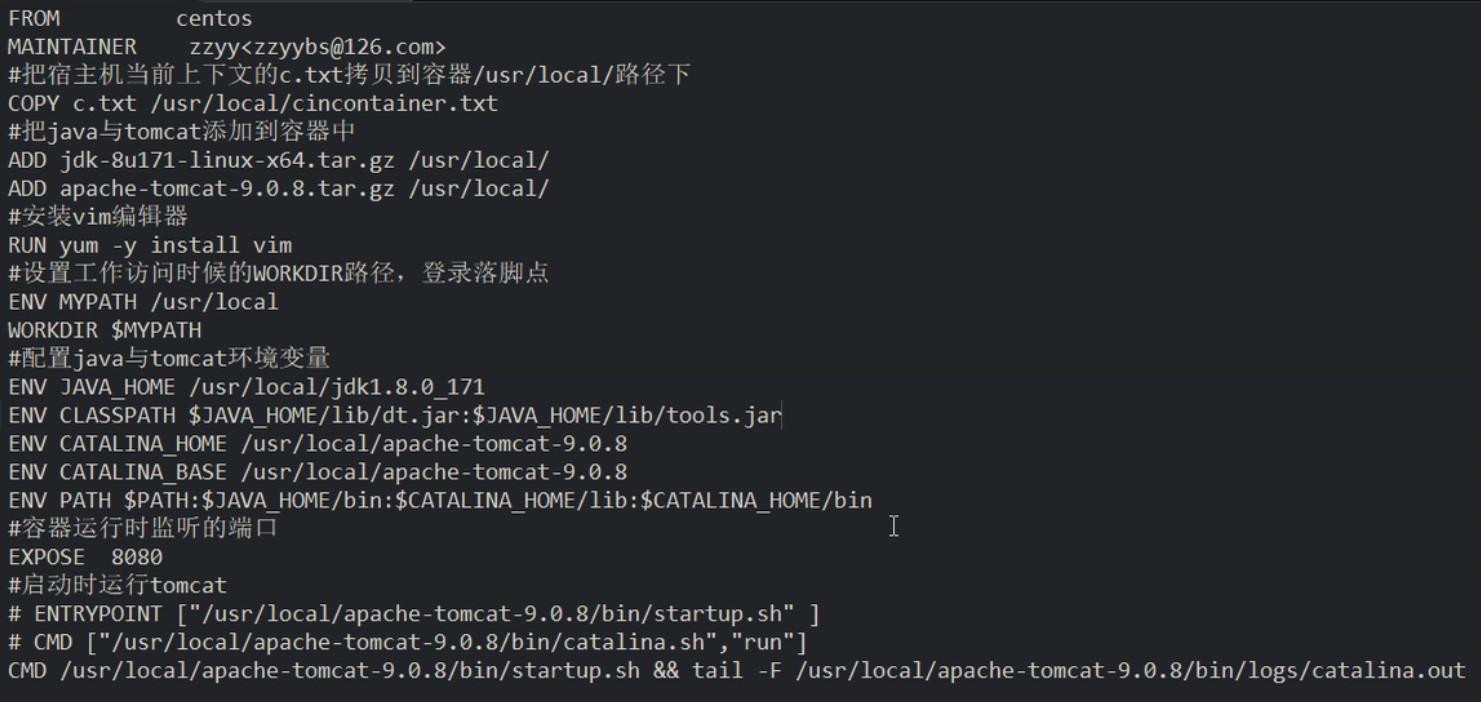 FROM         centos
MAINTAINER    zzyy<zzyybs@126.com>
#把宿主机当前上下文的c.txt拷贝到容器/usr/local/路径下
COPY c.txt /usr/local/cincontainer.txt
#把java与tomcat添加到容器中
ADD jdk-8u171-linux-x64.tar.gz /usr/local/
ADD apache-tomcat-9.0.8.tar.gz /usr/local/
#安装vim编辑器
RUN yum -y install vim
#设置工作访问时候的WORKDIR路径，登录落脚点
ENV MYPATH /usr/local
WORKDIR $MYPATH
#配置java与tomcat环境变量
ENV JAVA_HOME /usr/local/jdk1.8.0_171
ENV CLASSPATH $JAVA_HOME/lib/dt.jar:$JAVA_HOME/lib/tools.jar
ENV CATALINA_HOME /usr/local/apache-tomcat-9.0.8
ENV CATALINA_BASE /usr/local/apache-tomcat-9.0.8
ENV PATH $PATH:$JAVA_HOME/bin:$CATALINA_HOME/lib:$CATALINA_HOME/bin
#容器运行时监听的端口
EXPOSE  8080
#启动时运行tomcat
# ENTRYPOINT ["/usr/local/apache-tomcat-9.0.8/bin/startup.sh" ]
# CMD ["/usr/local/apache-tomcat-9.0.8/bin/catalina.sh","run"]
CMD /usr/local/apache-tomcat-9.0.8/bin/startup.sh && tail -F /usr/local/apache-tomcat-9.0.8/bin/logs/catalina.out